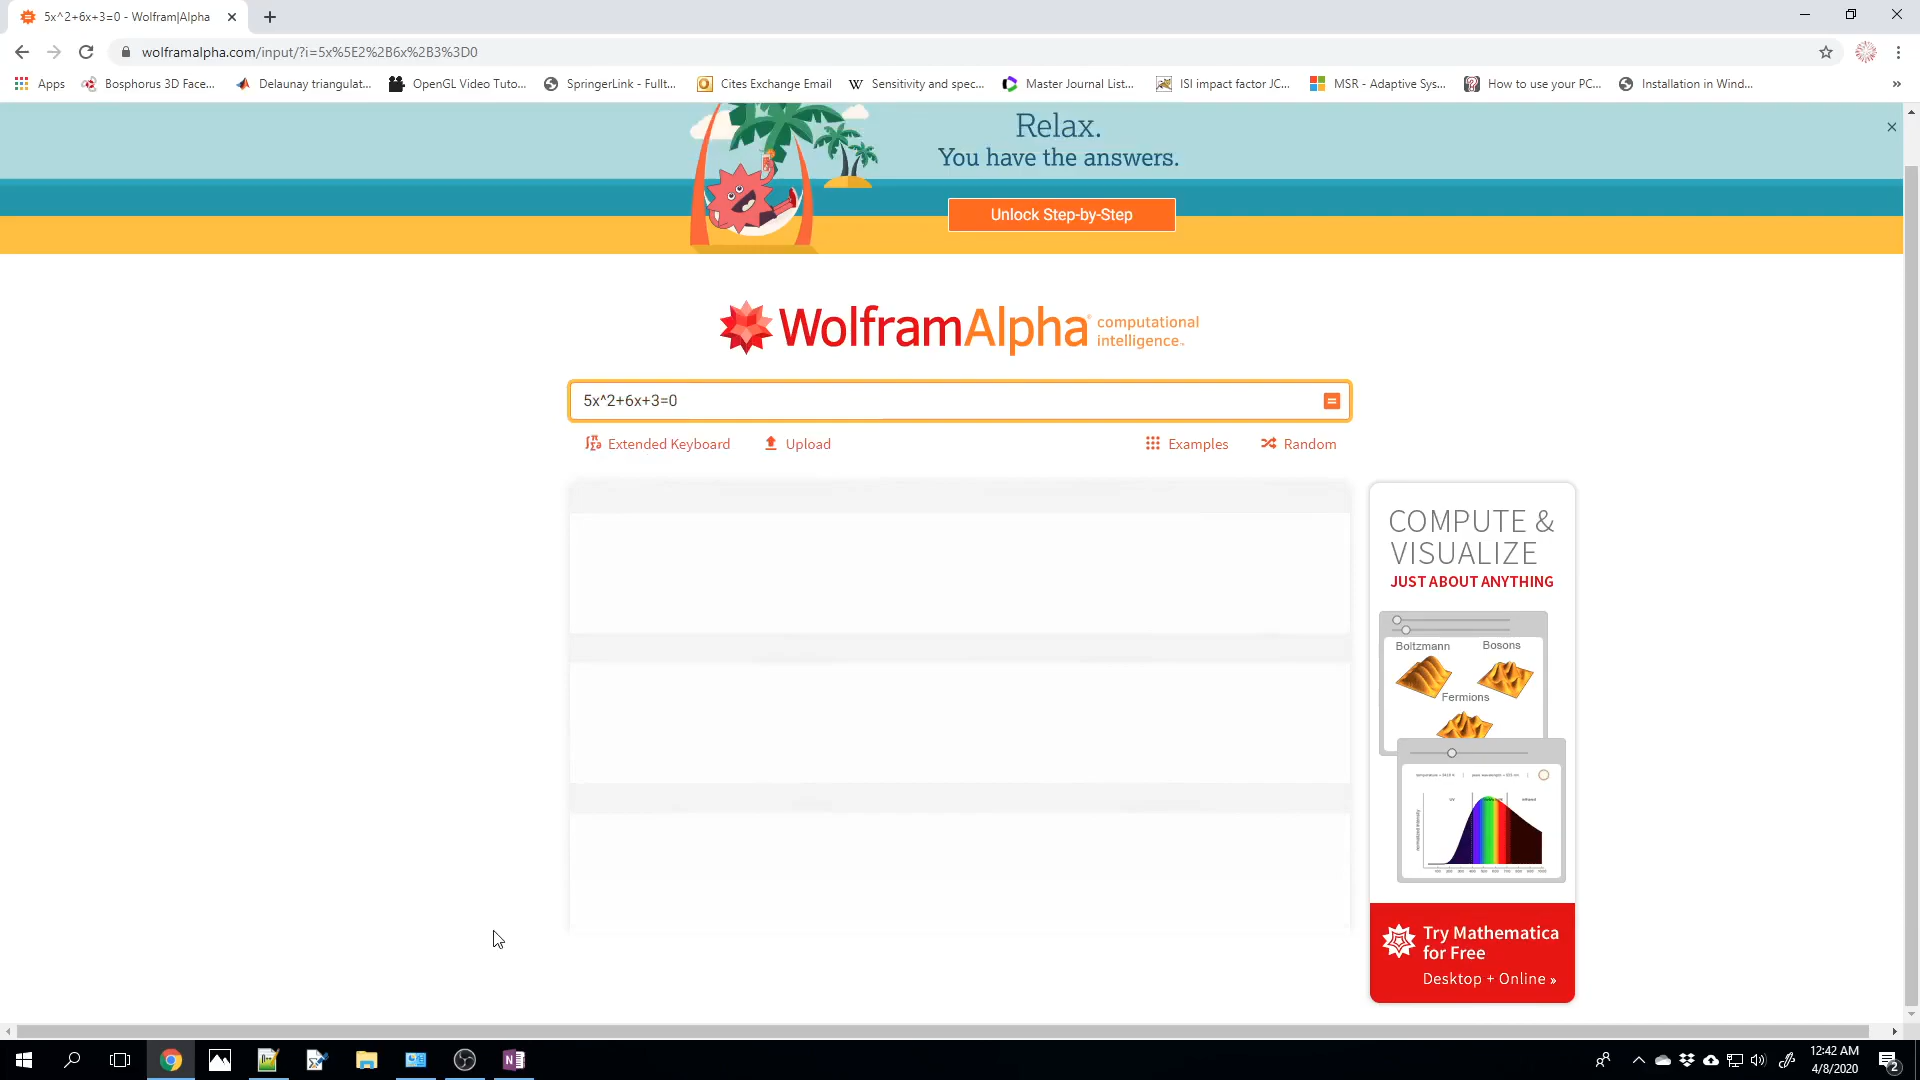 5x^2+6x+3=0 - Wolfram|Alpha
wolframalpha.com/input/?i=5x%5E2%2B6x%2B3%3D0
Apps
Bosphorus 3D Face...
Delaunay triangulat...
OpenGL Video Tuto...
SpringerLink - Fullt...
Cites Exchange Email
Sensitivity and spec...
Master Journal List...
ISI impact factor JC...
MSR - Adaptive Sys...
How to use your PC...
Installation in Wind...
»
Relax.
You have the answers.
Unlock Step-by-Step
WolframAlpha computational
intelligence.
5x^2+6x+3=0
Extended Keyboard
Upload
Examples
Random
COMPUTE &
VISUALIZE
JUST ABOUT ANYTHING
Boltzmann
Bosons
Fermions
Try Mathematica
for Free
Desktop + Online »
12:42 AM
4/8/2020
2